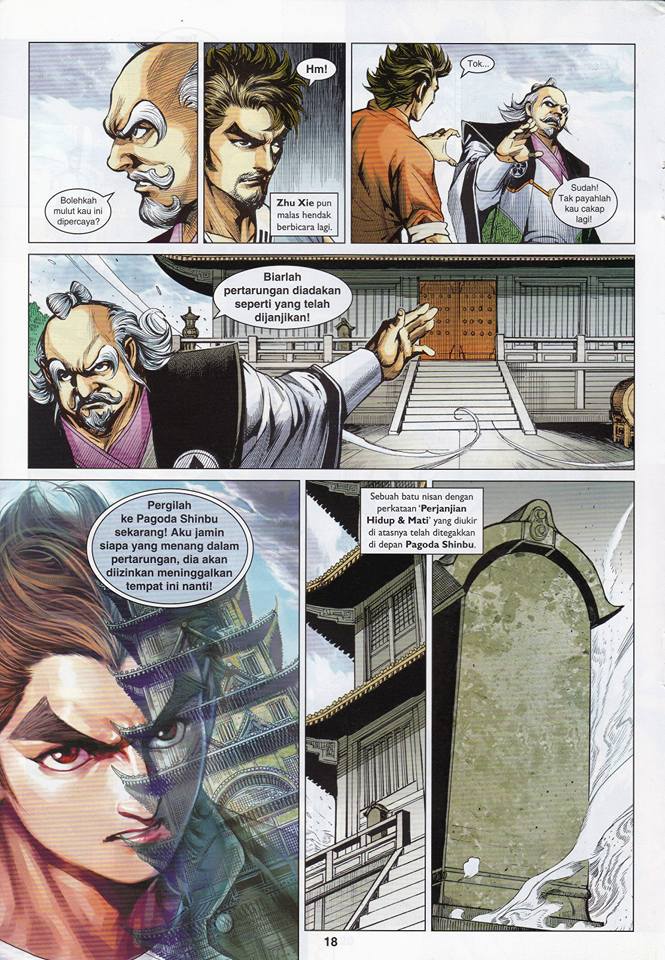 Bolehkah
mulut kau ini
dipercaya?
Hm!
Zhu Xie pun
malas hendak
berbicara lagi.
Tok...
Sudah!
Tak payahlah
kau cakap
lagi!
Biarlah
pertarungan diadakan
seperti yang telah
dijanjikan!
Pergilah
ke Pagoda Shinbu
sekarang! Aku jamin
siapa yang menang dalam
pertarungan, dia akan
diizinkan meninggalkan
tempat ini nanti!
Sebuah batu nisan dengan
perkataan 'Perjanjian
Hidup & Mati' yang diukir
di atasnya telah ditegakkan
di depan Pagoda Shinbu.
18